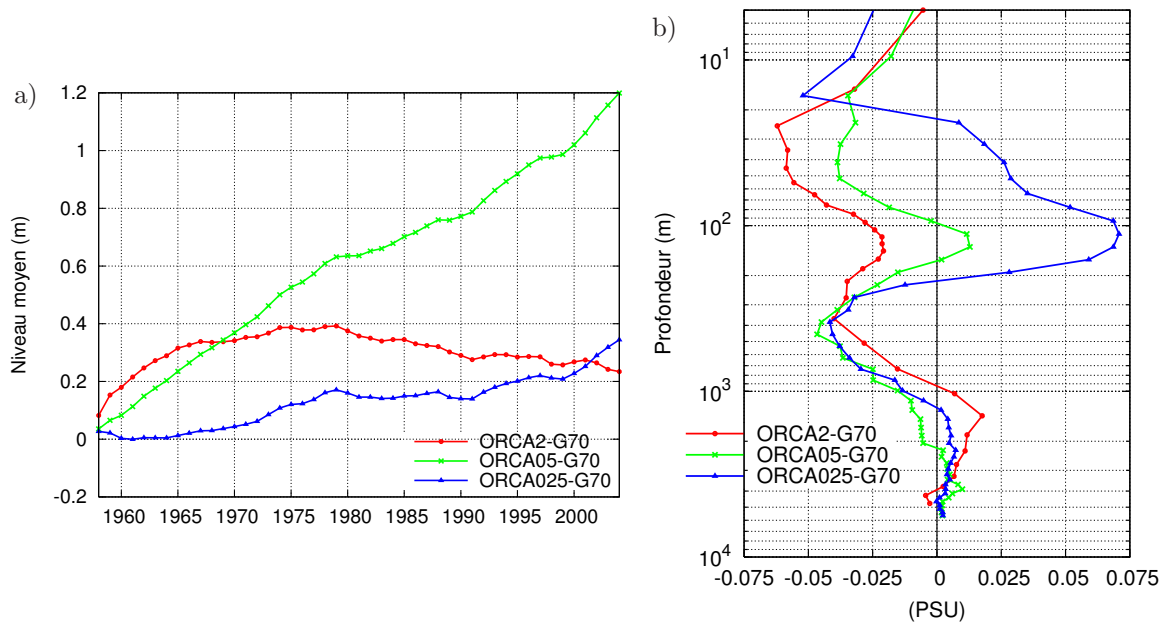 a)
Niveau moyen (m)
1.2
1
0.8
0.6
0.4
0.2
0
-0.2
1960 1965 1970 1975 1980 1985 1990 1995 2000
ORCA2-G70
ORCA05-G70
ORCA025-G70
b)
Profondeur (m)
10^1
10^2
10^3
10^4
-0.075 -0.05 -0.025 0 0.025 0.05 0.075
(PSU)
ORCA2-G70
ORCA05-G70
ORCA025-G70